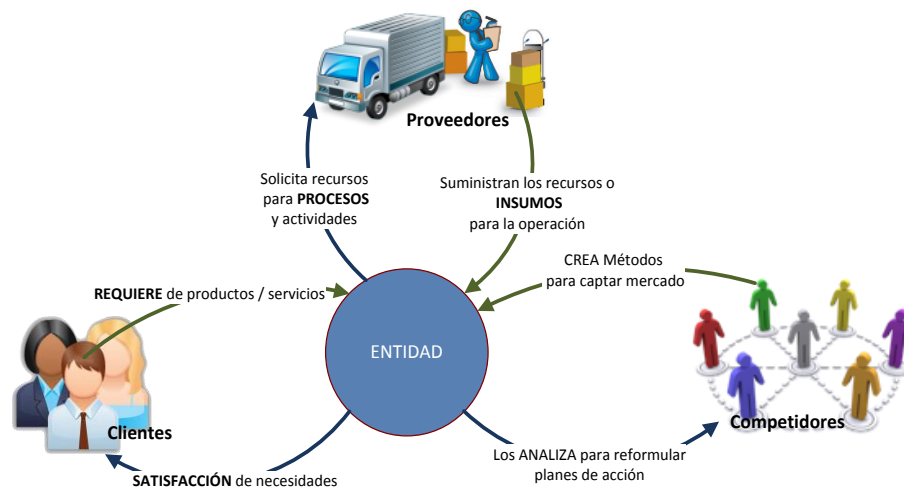 Proveedores
Solicita recursos
para PROCESOS
y actividades
Suministran los recursos o
INSUMOS
para la operación
CREA Métodos
para captar mercado
REQUIERE de productos / servicios
ENTIDAD
Clientes
Competidores
Los ANALIZA para reformular
planes de acción
SATISFACCIÓN de necesidades